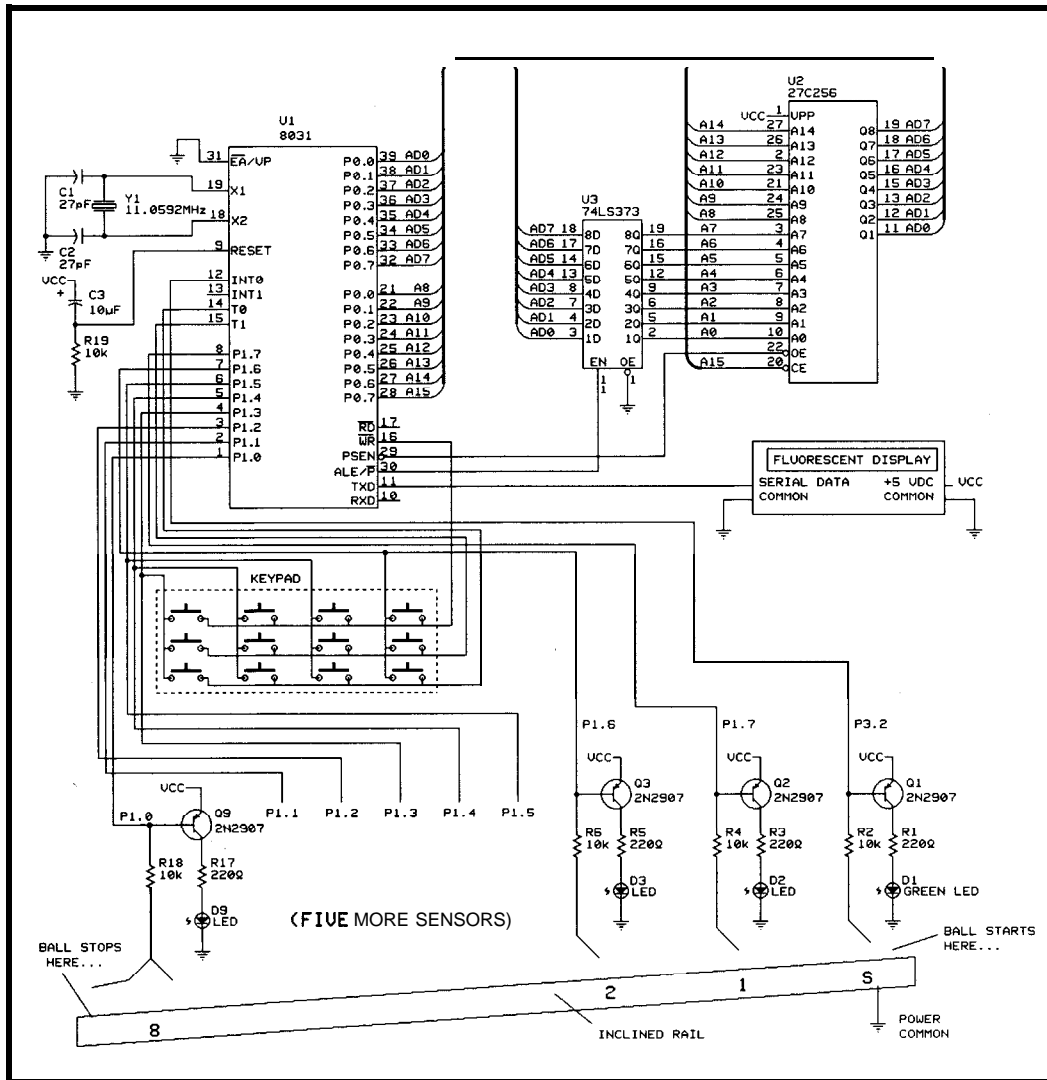 U1
8031
31 EA/VP
19 X1
18 X2
9 RESET
12 INT0
13 INT1
14 T0
15 T1
8 P1.7
7 P1.6
6 P1.5
5 P1.4
4 P1.3
3 P1.2
2 P1.1
1 P1.0
P0.0 39 AD0
P0.1 38 AD1
P0.2 37 AD2
P0.3 36 AD3
P0.4 35 AD4
P0.5 34 AD5
P0.6 33 AD6
P0.7 32 AD7
P0.0 21 A8
P0.1 22 A9
P0.2 23 A10
P0.3 24 A11
P0.4 25 A12
P0.5 26 A13
P0.6 27 A14
P0.7 28 A15
RD 17
WR 16
PSEN 29
ALE/P 30
TXD 11
RXD 10
C1
27pF
Y1
11.0592MHz
C2
27pF
VCC
+
C3
10µF
R19
10k
U3
74LS373
AD7 18 8D 8Q 19
AD6 17 7D 7Q 16
AD5 14 6D 6Q 15
AD4 13 5D 5Q 12
AD3 8 4D 4Q 9
AD2 7 3D 3Q 6
AD1 4 2D 2Q 5
AD0 3 1D 1Q 2
EN OE
1
1
1
U2
27C256
VCC 1 VPP
A14 27 A14
A13 26 A13
A12 2 A12
A11 23 A11
A10 21 A10
A9 24 A9
A8 25 A8
A7 3 A7
A6 4 A6
A5 5 A5
A4 6 A4
A3 7 A3
A2 8 A2
A1 9 A1
A0 10 A0
22 OE
A15 20 CE
Q8 19 AD7
Q7 18 AD6
Q6 17 AD5
Q5 16 AD4
Q4 15 AD3
Q3 13 AD2
Q2 12 AD1
Q1 11 AD0
FLUORESCENT DISPLAY
SERIAL DATA +5 VDC VCC
COMMON COMMON
KEYPAD
P1.6
P1.7
P3.2
VCC
Q3
2N2907
R6
10k
R5
220Ω
D3
LED
VCC
Q2
2N2907
R4
10k
R3
220Ω
D2
LED
VCC
Q1
2N2907
R2
10k
R1
220Ω
D1
GREEN LED
VCC
P1.0
Q9
2N2907
R18
10k
R17
220Ω
D9
LED
P1.1 P1.2 P1.3 P1.4 P1.5
(FIVE MORE SENSORS)
BALL STOPS
HERE...
BALL STARTS
HERE...
8
2
1
S
INCLINED RAIL
POWER
COMMON